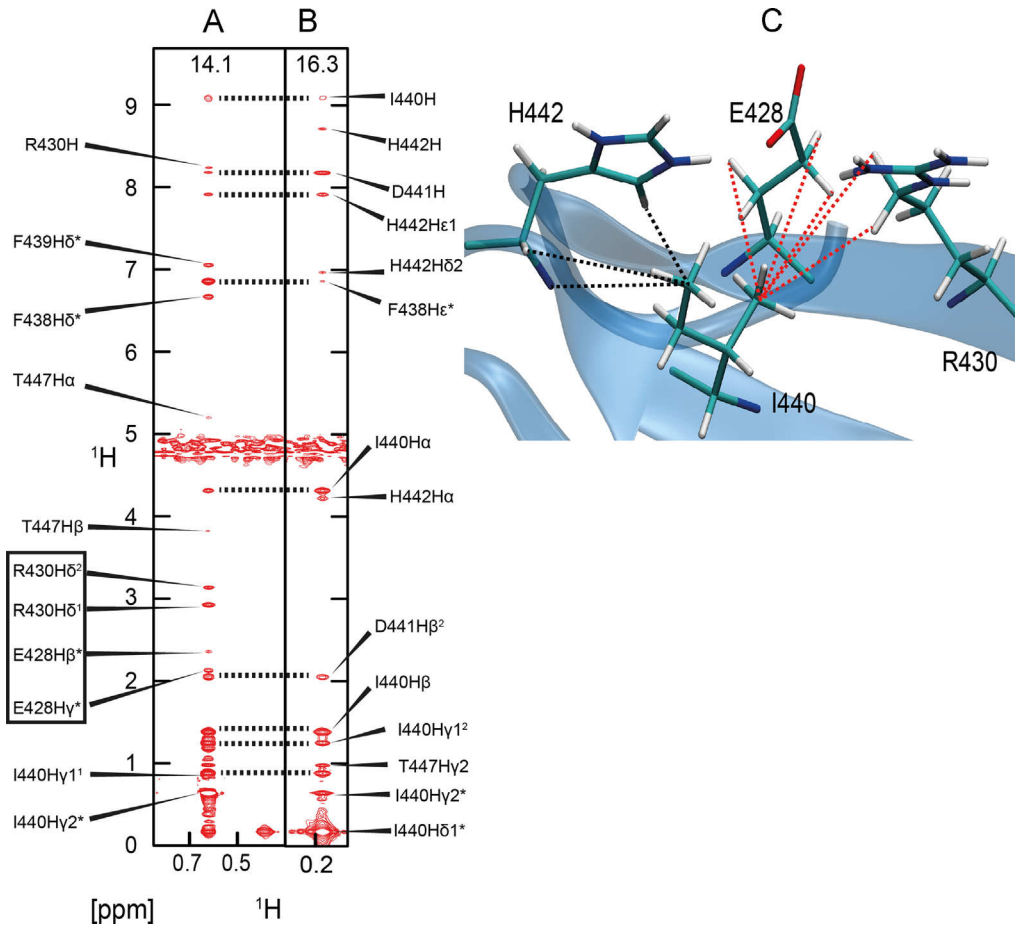 A
B
C
14.1
16.3
9
8
7
6
5
4
3
2
1
0
¹H
R430H
F439Hδ*
F438Hδ*
T447Hα
T447Hβ
R430Hδ²
R430Hδ¹
E428Hβ*
E428Hγ*
I440Hγ1¹
I440Hγ2*
I440H
H442H
D441H
H442Hε1
H442Hδ2
F438Hε*
I440Hα
H442Hα
D441Hβ²
I440Hβ
I440Hγ1²
T447Hγ2
I440Hγ2*
I440Hδ1*
0.7
0.5
0.2
[ppm]
¹H
H442
E428
R430
I440